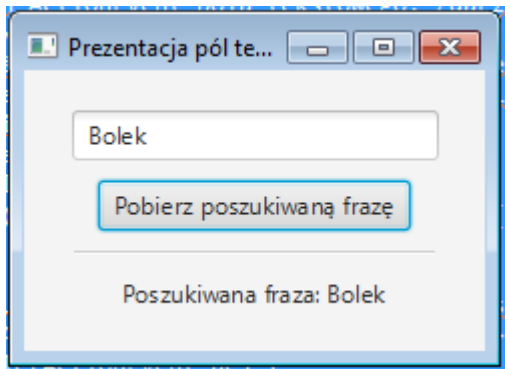 Prezentacja pól te...
Bolek
Pobierz poszukiwaną frazę
Poszukiwana fraza: Bolek